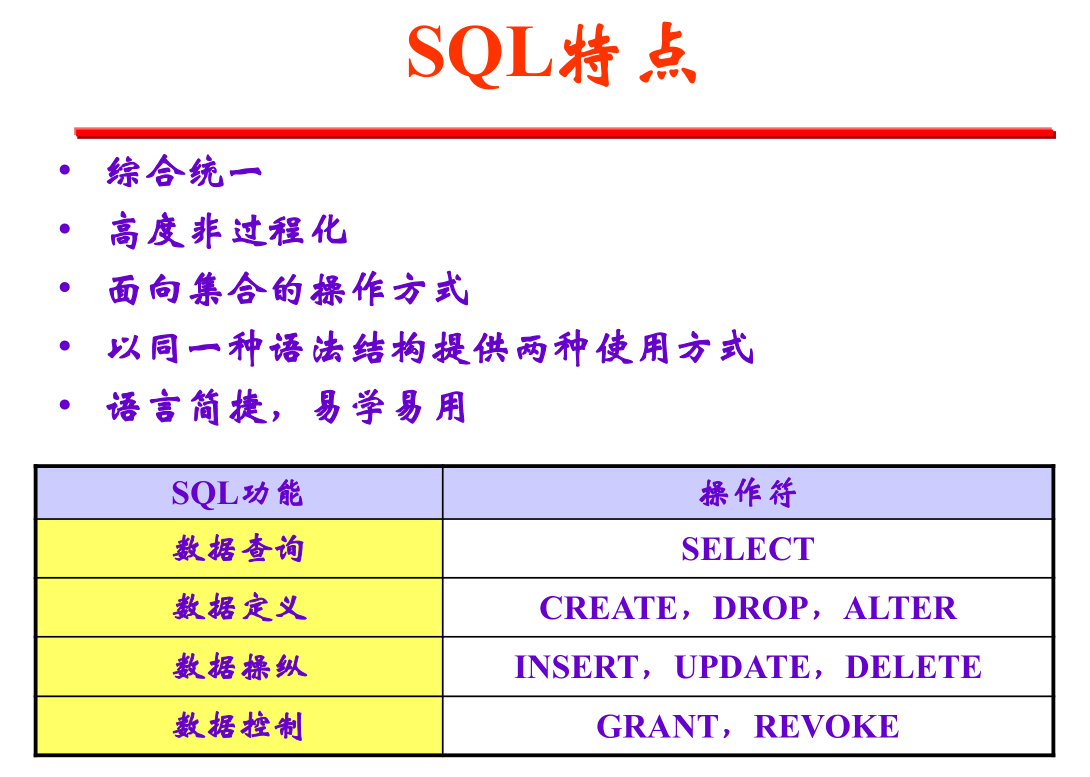 SQL特点
• 综合统一
• 高度非过程化
• 面向集合的操作方式
• 以同一种语法结构提供两种使用方式
• 语言简捷，易学易用
SQL功能 操作符
数据查询 SELECT
数据定义 CREATE，DROP，ALTER
数据操纵 INSERT，UPDATE，DELETE
数据控制 GRANT，REVOKE